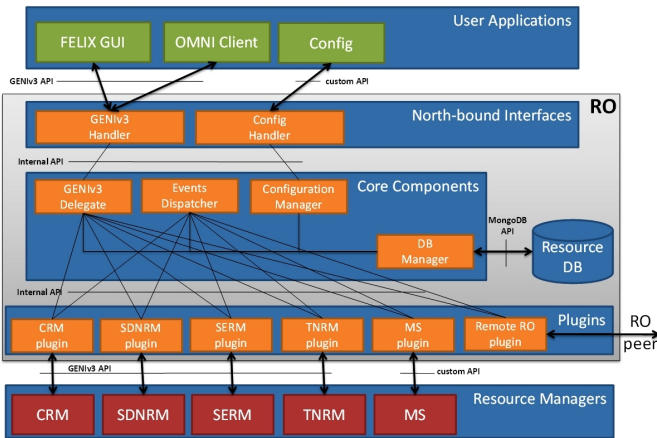 User Applications
FELIX GUI
OMNI Client
Config
GENIv3 API
custom API
RO
North-bound Interfaces
GENIv3
Handler
Config
Handler
Internal API
Core Components
GENIv3
Delegate
Events
Dispatcher
Configuration
Manager
MongoDB
API
DB
Manager
Resource
DB
Internal API
Plugins
CRM
plugin
SDNRM
plugin
SERM
plugin
TNRM
plugin
MS
plugin
Remote RO
plugin
RO
peer
GENIv3 API
custom API
CRM
SDNRM
SERM
TNRM
MS
Resource Managers